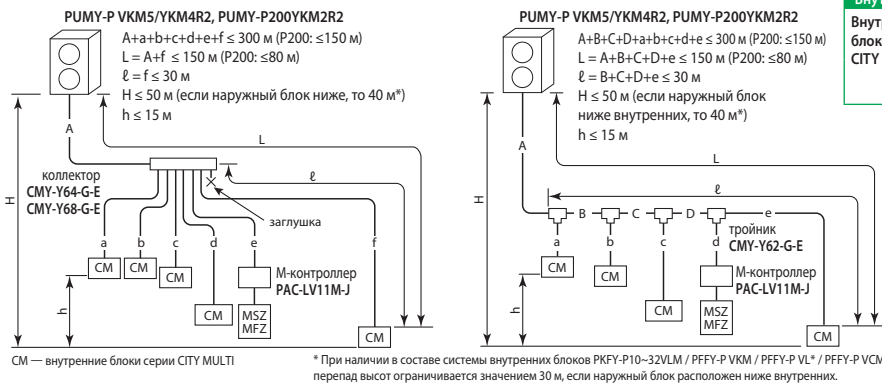 PUMY-P VKM5/YKM4R2, PUMY-P200YKM2R2
A+a+b+c+d+e+f ≤ 300 м (P200: ≤150 м)
L = A+f ≤ 150 м (P200: ≤80 м)
ℓ = f ≤ 30 м
H ≤ 50 м (если наружный блок ниже, то 40 м*)
h ≤ 15 м
A
L
H
коллектор
CMY-Y64-G-E
CMY-Y68-G-E
ℓ
заглушка
a
b
c
d
e
f
h
CM
CM
CM
CM
М-контроллер
PAC-LV11M-J
MSZ
MFZ
CM
CM — внутренние блоки серии CITY MULTI
PUMY-P VKM5/YKM4R2, PUMY-P200YKM2R2
A+B+C+D+a+b+c+d+e ≤ 300 м (P200: ≤150 м)
L = A+B+C+D+e ≤ 150 м (P200: ≤80 м)
ℓ = B+C+D+e ≤ 30 м
H ≤ 50 м (если наружный блок
ниже внутренних, то 40 м*)
h ≤ 15 м
A
L
H
ℓ
B
C
D
e
тройник
CMY-Y62-G-E
a
b
c
d
h
CM
CM
CM
М-контроллер
PAC-LV11M-J
MSZ
MFZ
CM
* При наличии в составе системы внутренних блоков PKFY-P10~32VLM / PFFY-P VKM / PFFY-P VL* / PFFY-P VCM
перепад высот ограничивается значением 30 м, если наружный блок расположен ниже внутренних.
Внутр
блок
CITY